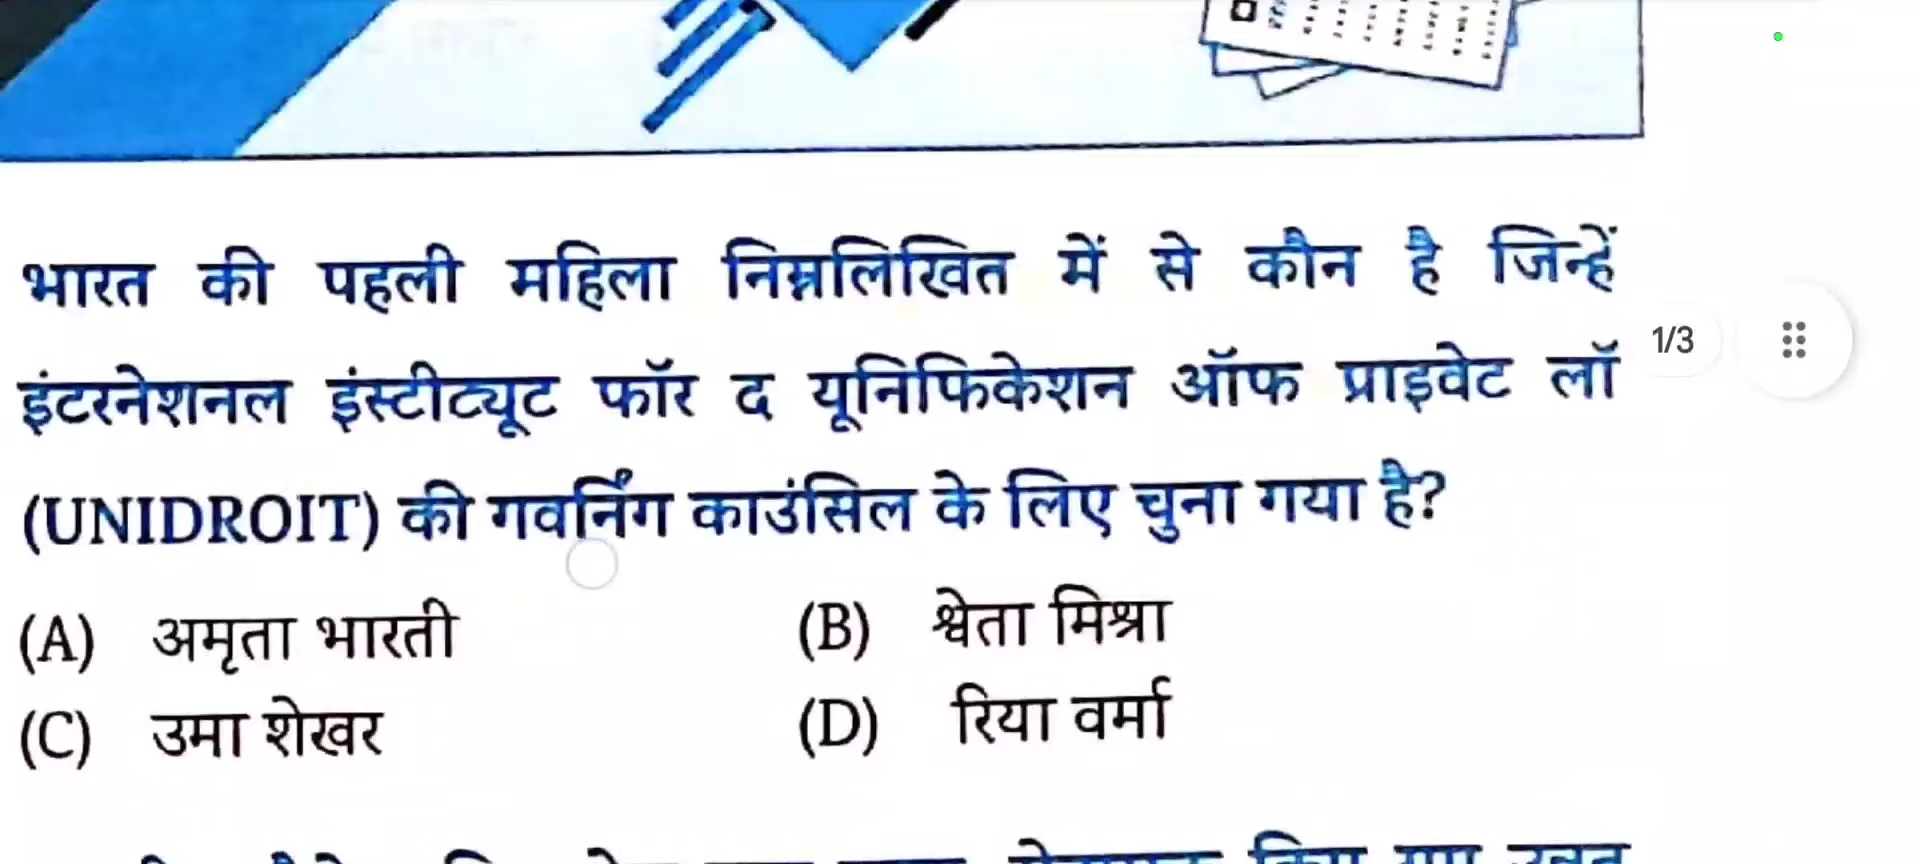 भारत की पहली महिला निम्नलिखित में से कौन है जिन्हें
इंटरनेशनल इंस्टीट्यूट फॉर द यूनिफिकेशन ऑफ प्राइवेट लॉ
1/3
(UNIDROIT) की गवर्निंग काउंसिल के लिए चुना गया है?
(A) अमृता भारती (B) श्वेता मिश्रा
(C) उमा शेखर (D) रिया वर्मा